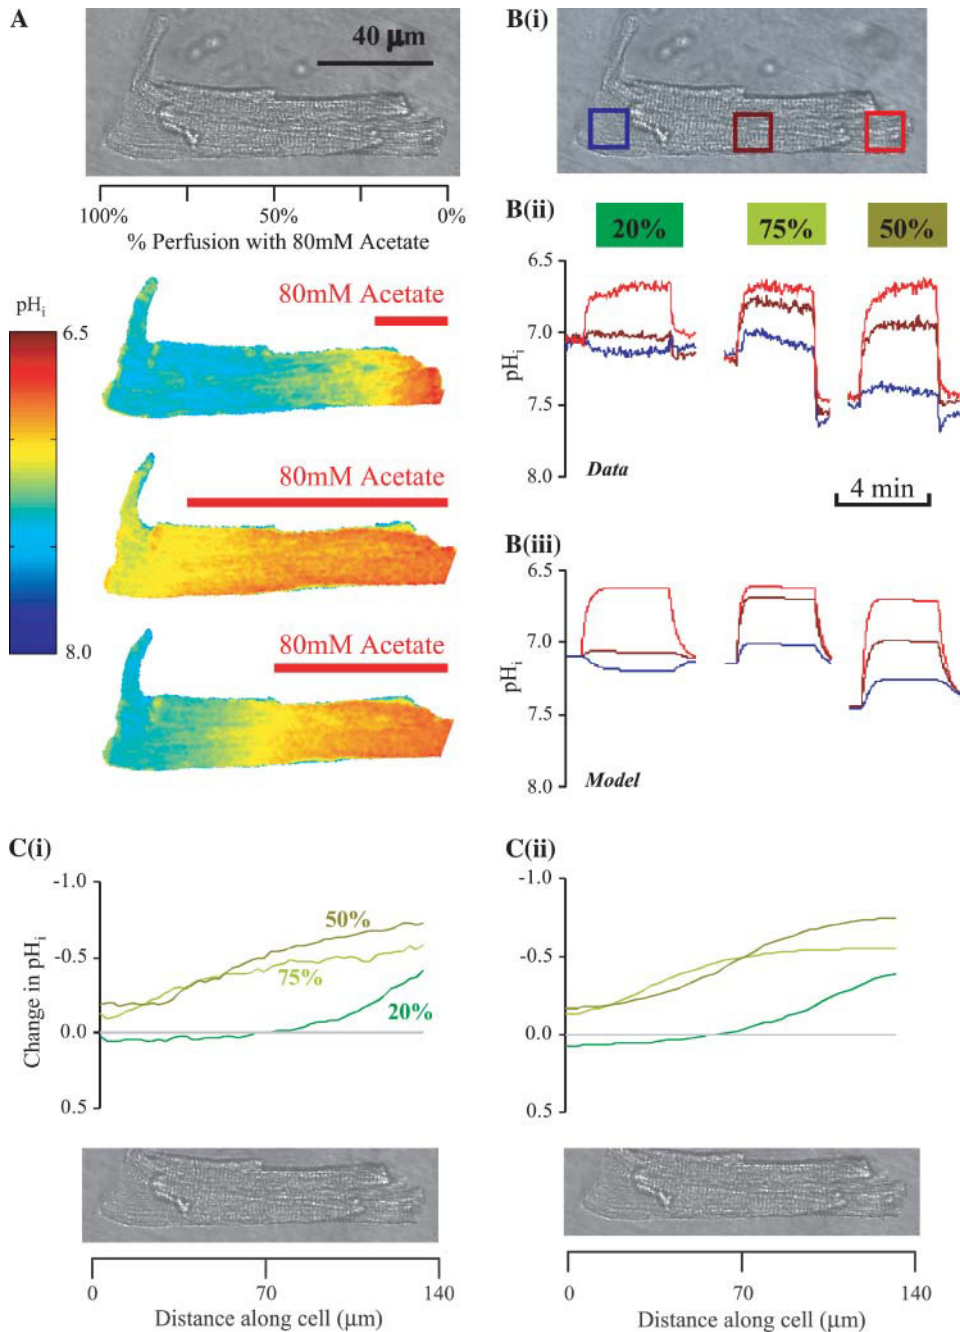 A
40 μm
100%
50%
0%
% Perfusion with 80mM Acetate
pHi
6.5
8.0
80mM Acetate
80mM Acetate
80mM Acetate
B(i)
B(ii)
20%
75%
50%
6.5
7.0
7.5
8.0
pHi
Data
4 min
B(iii)
6.5
7.0
7.5
8.0
pHi
Model
C(i)
-1.0
-0.5
0.0
0.5
Change in pHi
50%
75%
20%
0
70
140
Distance along cell (μm)
C(ii)
-1.0
-0.5
0.0
0.5
0
70
140
Distance along cell (μm)